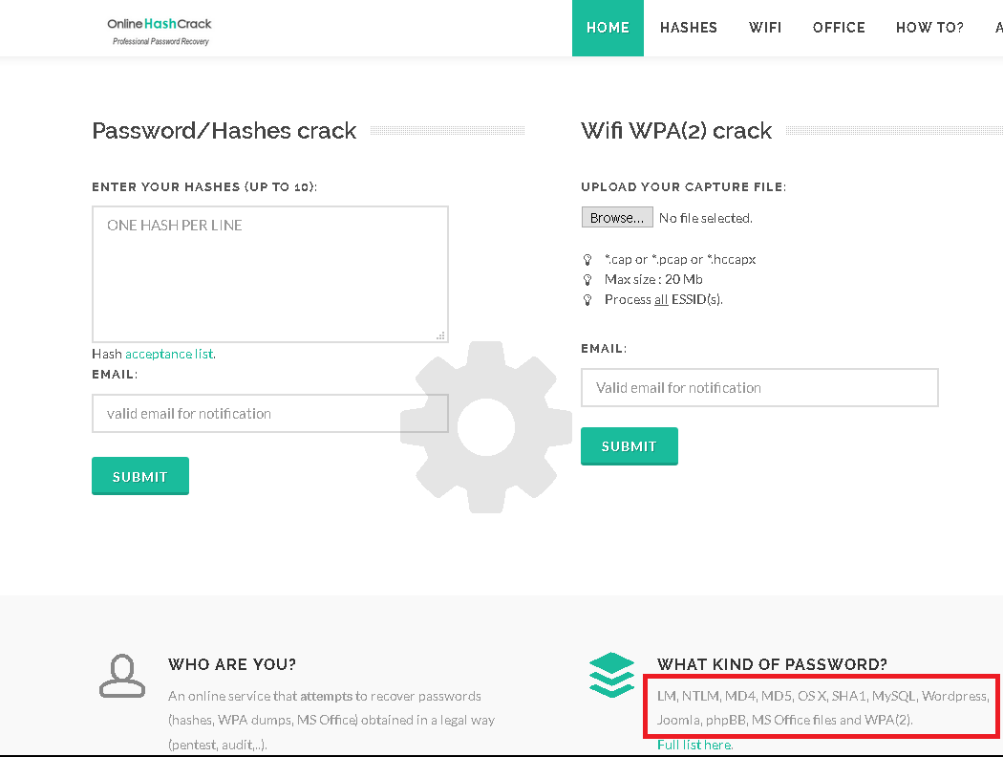 Online HashCrack
Professional Password Recovery
HOME HASHES WIFI OFFICE HOW TO? A
Password/Hashes crack
ENTER YOUR HASHES (UP TO 10):
ONE HASH PER LINE
Hash acceptance list.
EMAIL:
valid email for notification
SUBMIT
Wifi WPA(2) crack
UPLOAD YOUR CAPTURE FILE:
Browse... No file selected.
*.cap or *.pcap or *.hccapx
Max size : 20 Mb
Process all ESSID(s).
EMAIL:
Valid email for notification
SUBMIT
WHO ARE YOU?
An online service that attempts to recover passwords
(hashes, WPA dumps, MS Office) obtained in a legal way
(pentest, audit,..).
WHAT KIND OF PASSWORD?
LM, NTLM, MD4, MD5, OS X, SHA1, MySQL, Wordpress,
Joomla, phpBB, MS Office files and WPA(2).
Full list here.